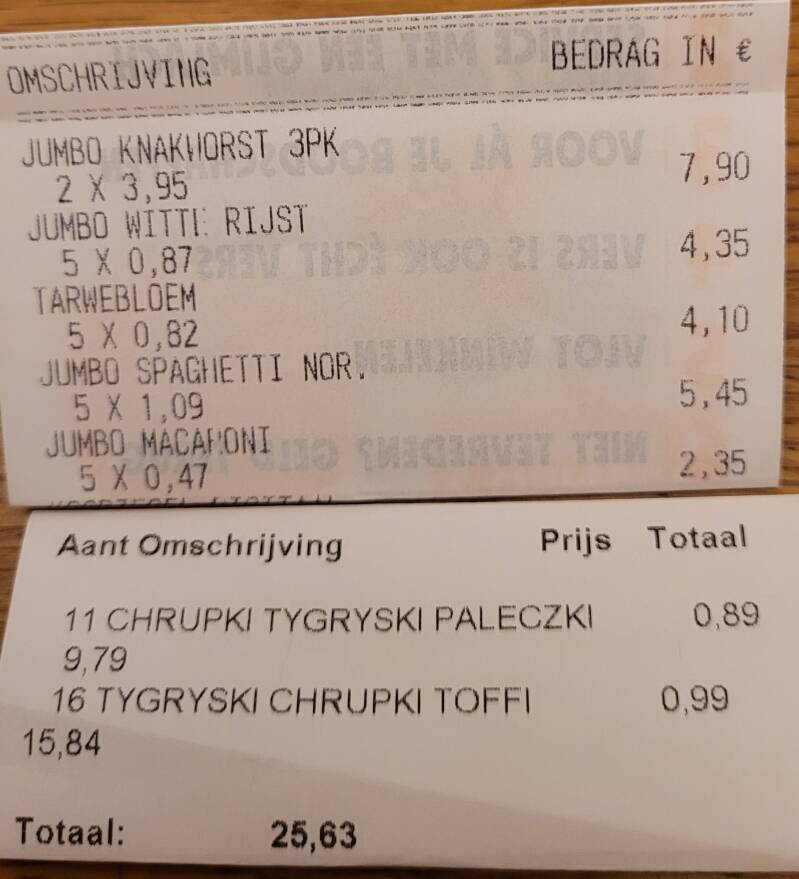 OMSCHRIJVING BEDRAG IN €
JUMBO KNAKWORST 3PK
2 X 3,95 7,90
JUMBO WITTE RIJST
5 X 0,87 4,35
TARWEBLOEM
5 X 0,82 4,10
JUMBO SPAGHETTI NOR.
5 X 1,09 5,45
JUMBO MACARONI
5 X 0,47 2,35
Aant Omschrijving Prijs Totaal
11 CHRUPKI TYGRYSKI PALECZKI 0,89
9,79
16 TYGRYSKI CHRUPKI TOFFI 0,99
15,84
Totaal: 25,63